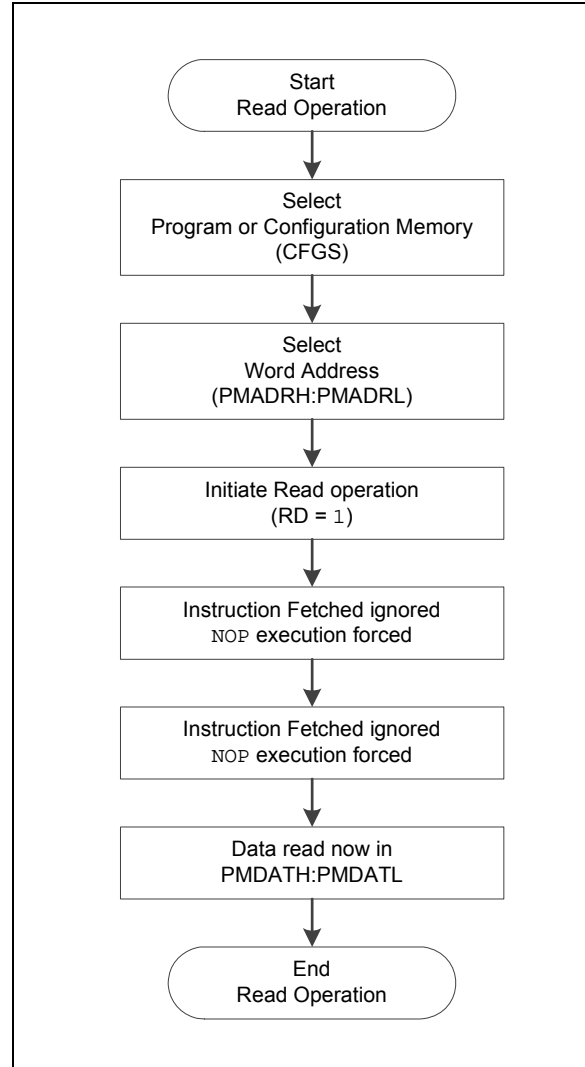 Start
Read Operation
Select
Program or Configuration Memory
(CFGS)
Select
Word Address
(PMADRH:PMADRL)
Initiate Read operation
(RD = 1)
Instruction Fetched ignored
NOP execution forced
Instruction Fetched ignored
NOP execution forced
Data read now in
PMDATH:PMDATL
End
Read Operation